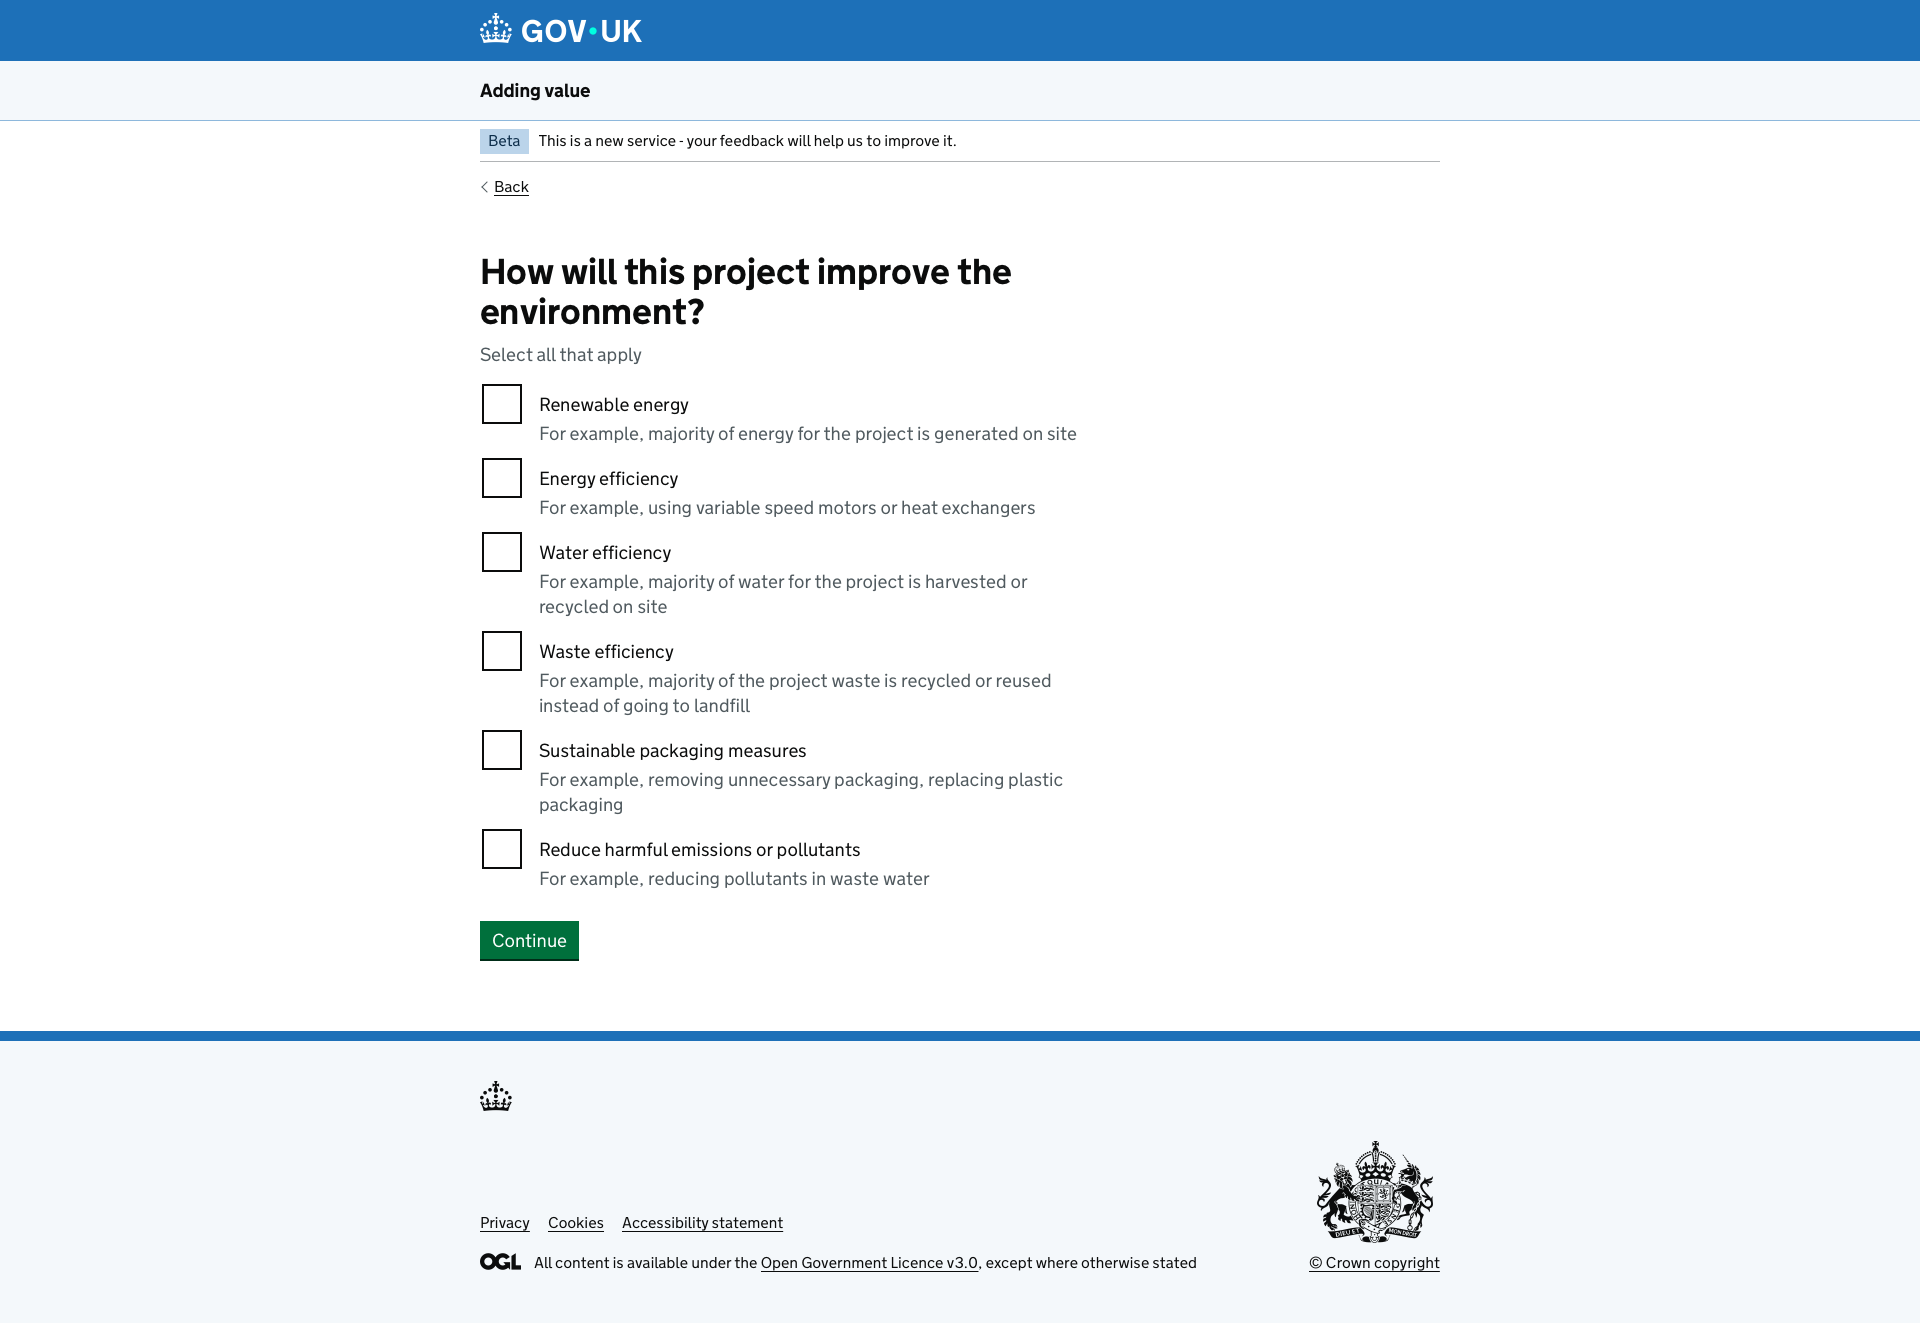 GOV·UK
Adding value
Beta This is a new service - your feedback will help us to improve it.
Back
How will this project improve the
environment?
Select all that apply
Renewable energy
For example, majority of energy for the project is generated on site
Energy efficiency
For example, using variable speed motors or heat exchangers
Water efficiency
For example, majority of water for the project is harvested or
recycled on site
Waste efficiency
For example, majority of the project waste is recycled or reused
instead of going to landfill
Sustainable packaging measures
For example, removing unnecessary packaging, replacing plastic
packaging
Reduce harmful emissions or pollutants
For example, reducing pollutants in waste water
Continue
Privacy Cookies Accessibility statement
OGL All content is available under the Open Government Licence v3.0, except where otherwise stated
© Crown copyright